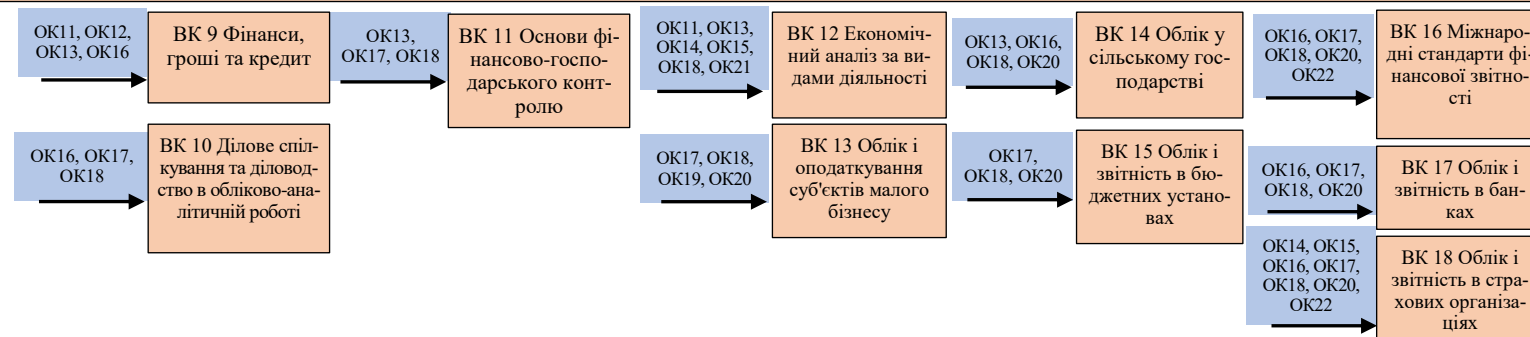 ОК11, ОК12,
ОК13, ОК16
ВК 9 Фінанси,
гроші та кредит
ОК13,
ОК17, ОК18
ВК 11 Основи фі-
нансово-госпо-
дарського конт-
ролю
ОК11, ОК13,
ОК14, ОК15,
ОК18, ОК21
ВК 12 Економіч-
ний аналіз за ви-
дами діяльності
ОК13, ОК16,
ОК18, ОК20
ВК 14 Облік у
сільському гос-
подарстві
ОК16, ОК17,
ОК18, ОК20,
ОК22
ВК 16 Міжнаро-
дні стандарти фі-
нансової звітно-
сті
ОК16, ОК17,
ОК18
ВК 10 Ділове спіл-
кування та діловод-
ство в обліково-ана-
літичній роботі
ОК17, ОК18,
ОК19, ОК20
ВК 13 Облік і
оподаткування
суб'єктів малого
бізнесу
ОК17,
ОК18, ОК20
ВК 15 Облік і
звітність в бю-
джетних устано-
вах
ОК16, ОК17,
ОК18, ОК20
ВК 17 Облік і
звітність в бан-
ках
ОК14, ОК15,
ОК16, ОК17,
ОК18, ОК20,
ОК22
ВК 18 Облік і
звітність в стра-
хових організа-
ціях